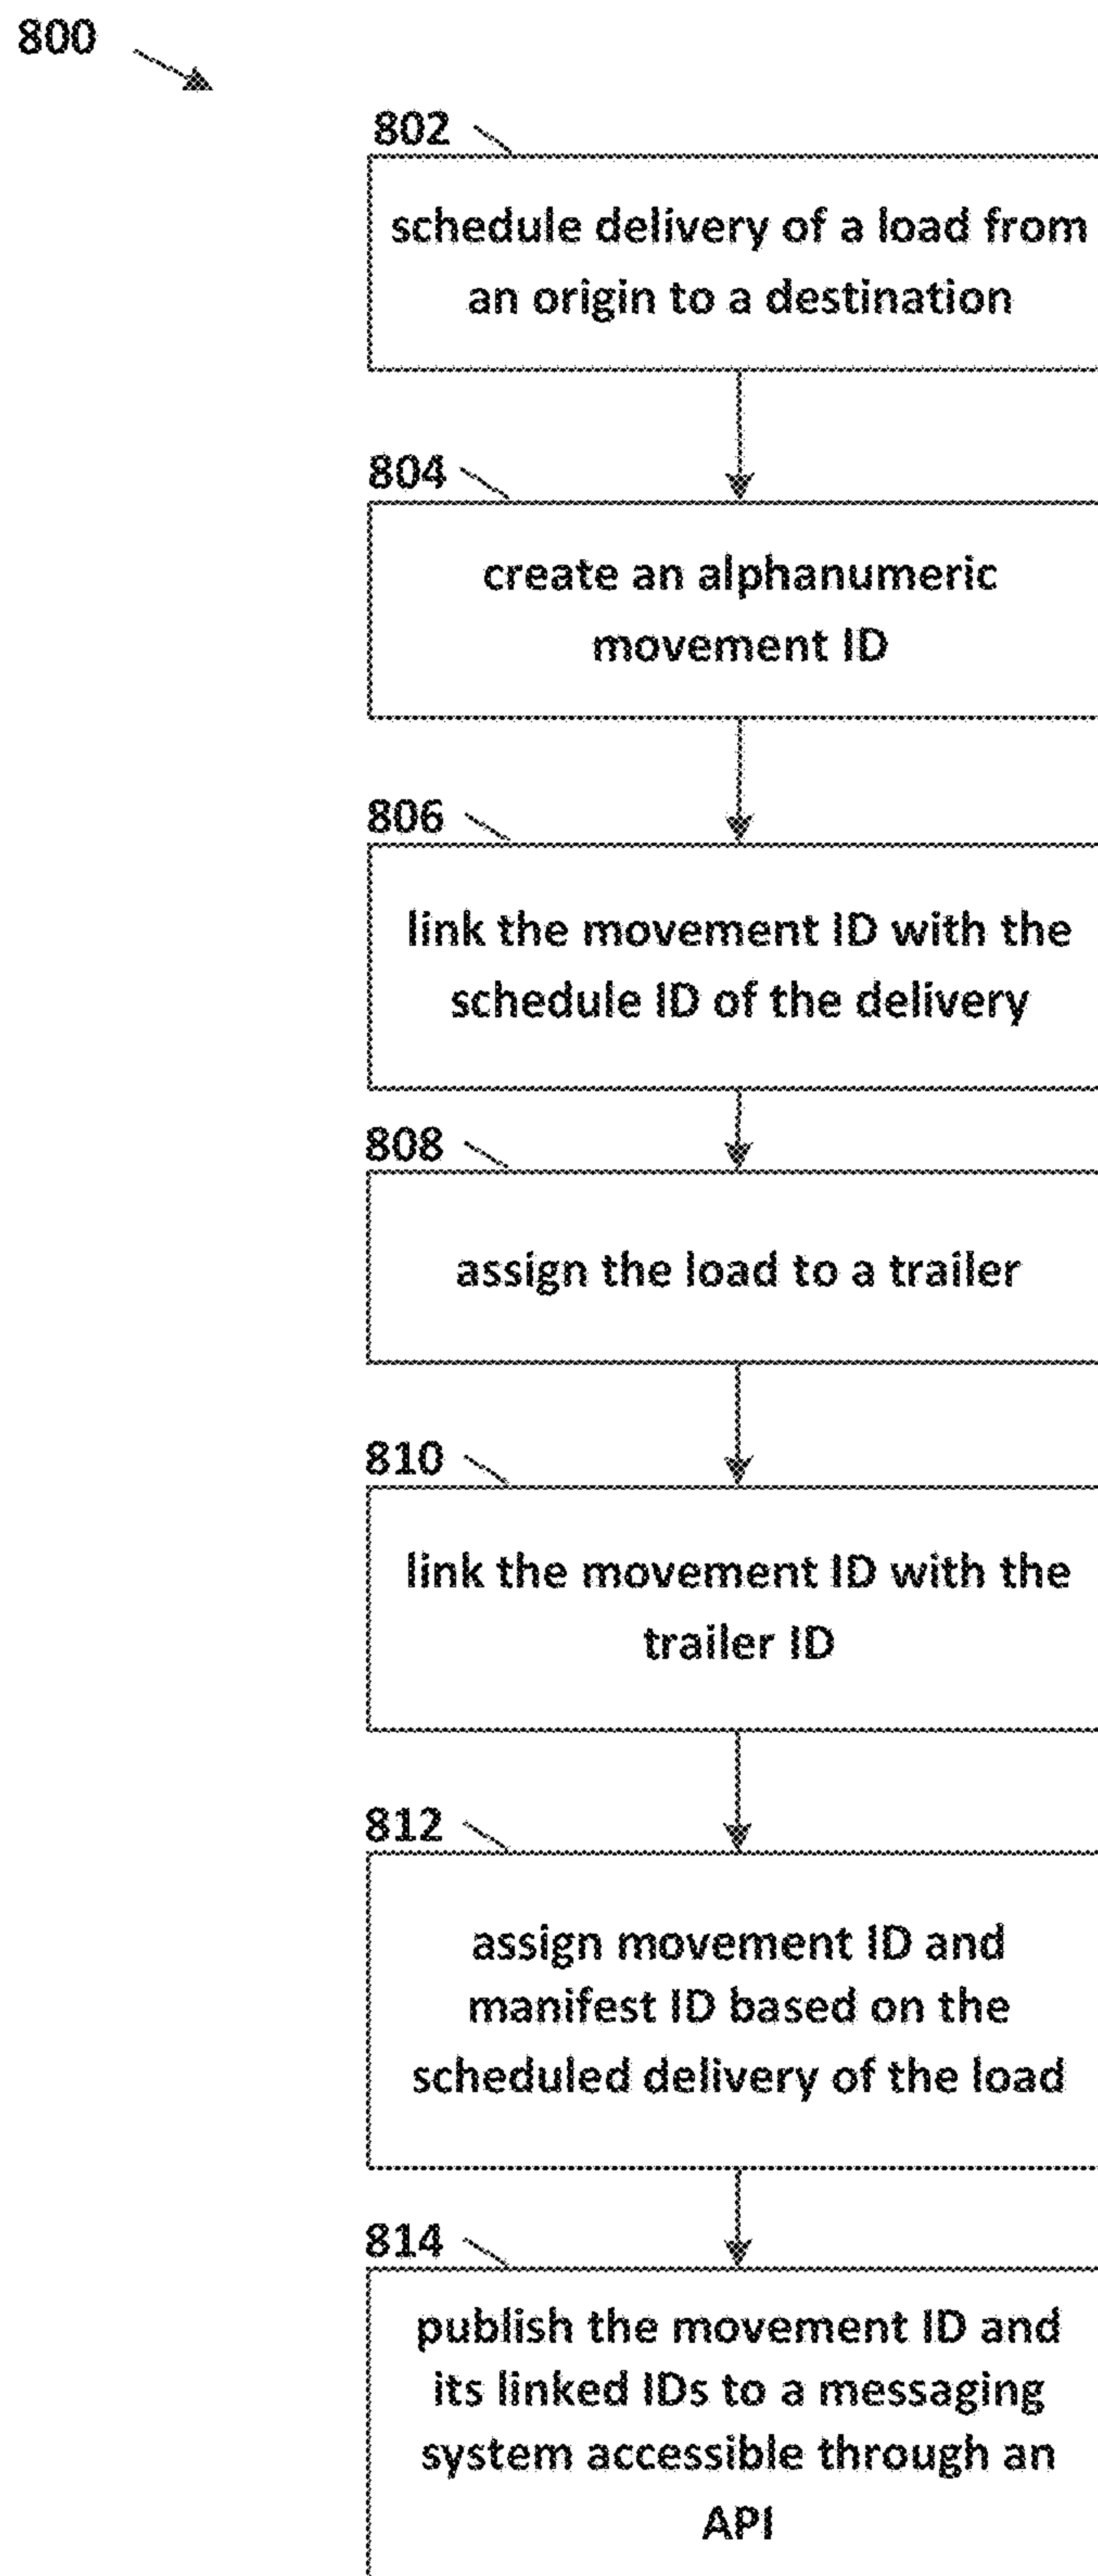 800
802
schedule delivery of a load from
an origin to a destination
804
create an alphanumeric
movement ID
806
link the movement ID with the
schedule ID of the delivery
808
assign the load to a trailer
810
link the movement ID with the
trailer ID
812
assign movement ID and
manifest ID based on the
scheduled delivery of the load
814
publish the movement ID and
its linked IDs to a messaging
system accessible through an
API